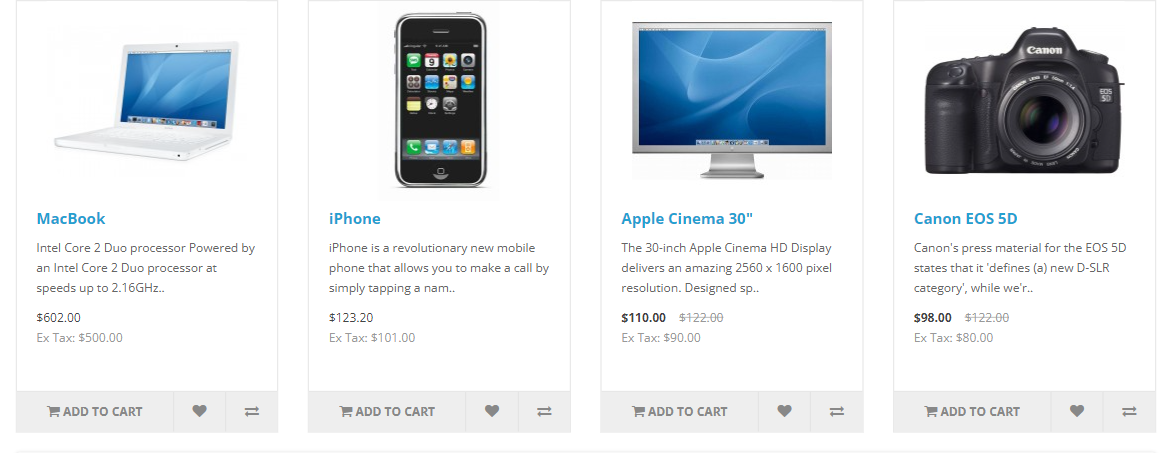 MacBook
Intel Core 2 Duo processor Powered by
an Intel Core 2 Duo processor at
speeds up to 2.16GHz..
$602.00
Ex Tax: $500.00
ADD TO CART
iPhone
iPhone is a revolutionary new mobile
phone that allows you to make a call by
simply tapping a nam..
$123.20
Ex Tax: $101.00
ADD TO CART
Apple Cinema 30"
The 30-inch Apple Cinema HD Display
delivers an amazing 2560 x 1600 pixel
resolution. Designed sp..
$110.00 $122.00
Ex Tax: $90.00
ADD TO CART
Canon
EOS
5D
Canon EOS 5D
Canon's press material for the EOS 5D
states that it 'defines (a) new D-SLR
category', while we'r..
$98.00 $122.00
Ex Tax: $80.00
ADD TO CART